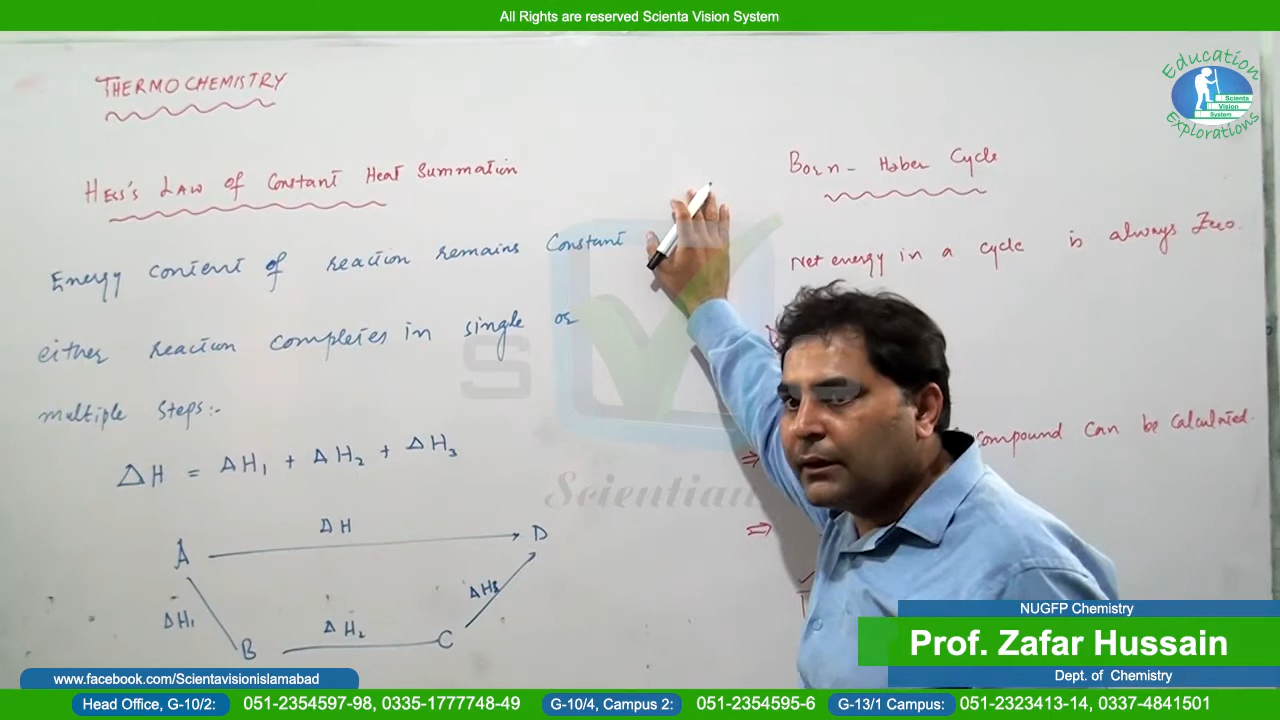 All Rights are reserved Scienta Vision System
Education
Scienta
Vision
System
Explorations
THERMOCHEMISTRY
HESS'S LAW OF Constant Heat Summation
Energy content of reaction remains Constant
either reaction completes in single or
multiple steps:-
ΔH = ΔH₁ + ΔH₂ + ΔH₃
ΔH
A
D
ΔH₁
ΔH₂
ΔH₃
B
C
Born - Haber Cycle
Net energy in a cycle is always Zero.
⇒ compound can be calculated.
⇒
S
Scientian
NUGFP Chemistry
Prof. Zafar Hussain
Dept. of Chemistry
www.facebook.com/Scientavisionislamabad
Head Office, G-10/2: 051-2354597-98, 0335-1777748-49 G-10/4, Campus 2: 051-2354595-6 G-13/1 Campus: 051-2323413-14, 0337-4841501